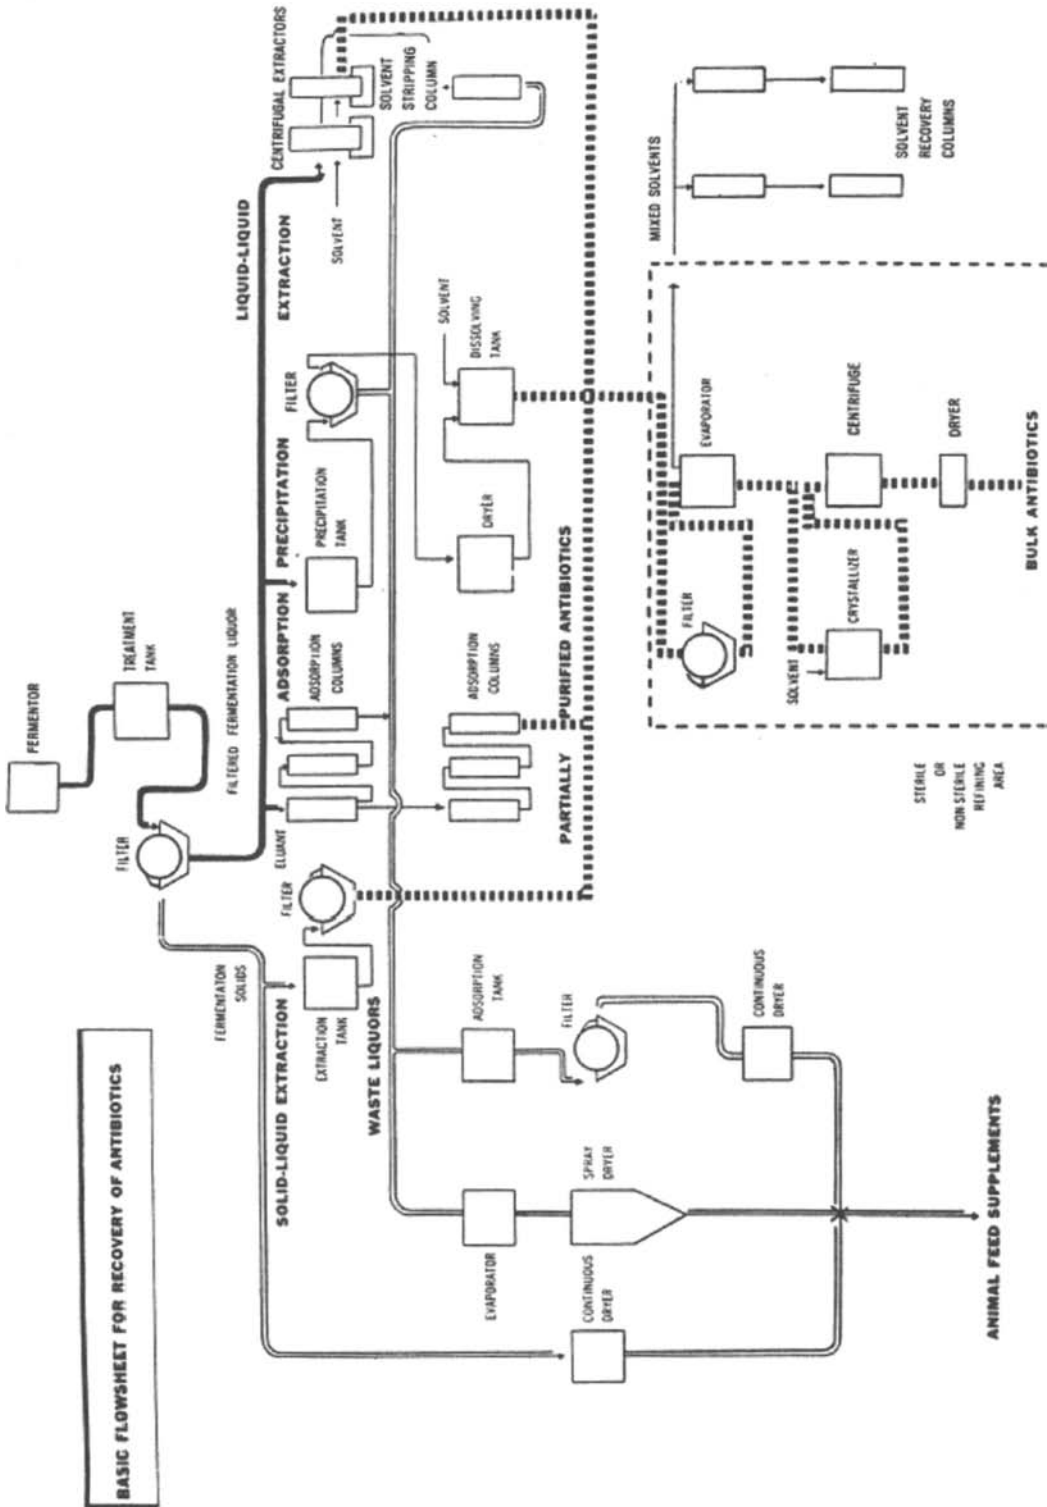 BASIC FLOWSHEET FOR RECOVERY OF ANTIBIOTICS
FERMENTOR
TREATMENT
TANK
FILTER
FILTERED FERMENTATION LIQUOR
FERMENTATON
SOLIDS
LIQUID-LIQUID
EXTRACTION
CENTRIFUGAL EXTRACTORS
SOLVENT
SOLVENT
STRIPPING
COLUMN
SOLID-LIQUID EXTRACTION
EXTRACTION
TANK
FILTER
ELUANT
ADSORPTION
ADSORPTION
COLUMNS
PRECIPITATION
PRECIPITATION
TANK
FILTER
WASTE LIQUORS
EVAPORATOR
ADSORPTION
TANK
ADSORPTION
COLUMNS
DRYER
SOLVENT
DISSOLVING
TANK
CONTINUOUS
DRYER
SPRAY
DRYER
FILTER
CONTINUOUS
DRYER
PARTIALLY PURIFIED ANTIBIOTICS
MIXED SOLVENTS
SOLVENT
RECOVERY
COLUMNS
FILTER
EVAPORATOR
SOLVENT
CRYSTALLIZER
CENTRIFUGE
DRYER
STERILE
OR
NON-STERILE
REFINING
AREA
ANIMAL FEED SUPPLEMENTS
BULK ANTIBIOTICS